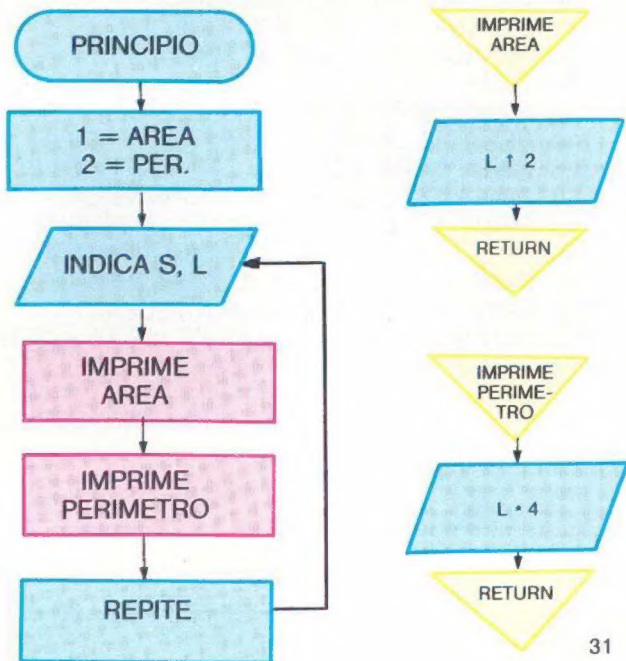 PRINCIPIO
1 = AREA
2 = PER.
INDICA S, L
IMPRIME
AREA
IMPRIME
PERIMETRO
REPITE
IMPRIME
AREA
L ↑ 2
RETURN
IMPRIME
PERIME-
TRO
L * 4
RETURN
31